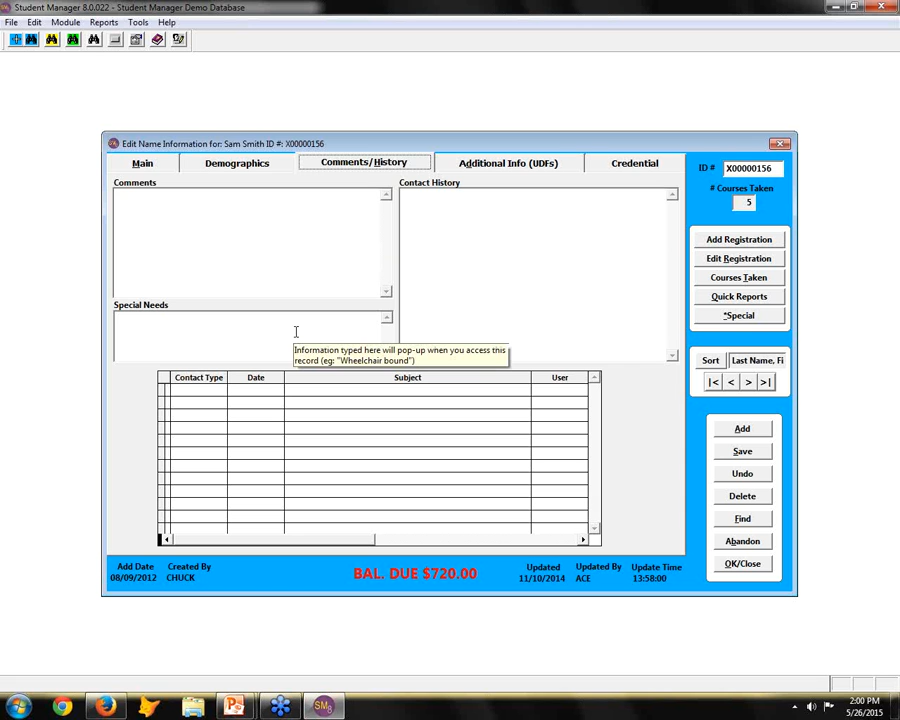 Student Manager 8.0.022 - Student Manager Demo Database
File Edit Module Reports Tools Help
Edit Name Information for: Sam Smith ID #: X00000156
Main Demographics Comments/History Additional Info (UDFs) Credential
ID # X00000156
# Courses Taken
5
Comments Contact History
Special Needs
Information typed here will pop-up when you access this
record (eg: "Wheelchair bound")
Contact Type Date Subject User
Add Registration
Edit Registration
Courses Taken
Quick Reports
*Special
Sort Last Name, Fi
|< < > >|
Add
Save
Undo
Delete
Find
Abandon
OK/Close
Add Date Created By BAL. DUE $720.00 Updated Updated By Update Time
08/09/2012 CHUCK 11/10/2014 ACE 13:58:00
SMg
2:00 PM
5/26/2015